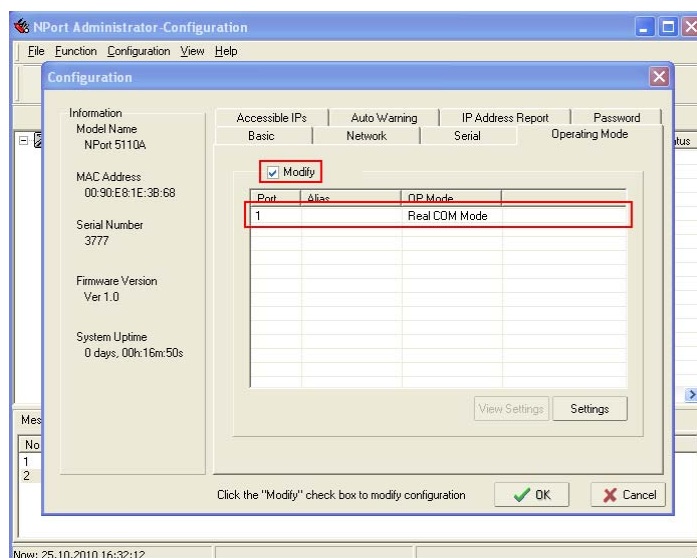 NPort Administrator-Configuration
File Function Configuration View Help
Configuration
Information
Model Name
NPort 5110A
MAC Address
00:90:E8:1E:3B:68
Serial Number
3777
Firmware Version
Ver 1.0
System Uptime
0 days, 00h:16m:50s
Accessible IPs Auto Warning IP Address Report Password
Basic Network Serial Operating Mode
Modify
Port Alias OP Mode
1 Real COM Mode
View Settings Settings
Click the "Modify" check box to modify configuration OK Cancel
Mes
No
1
2
Now: 25.10.2010 16:32:12